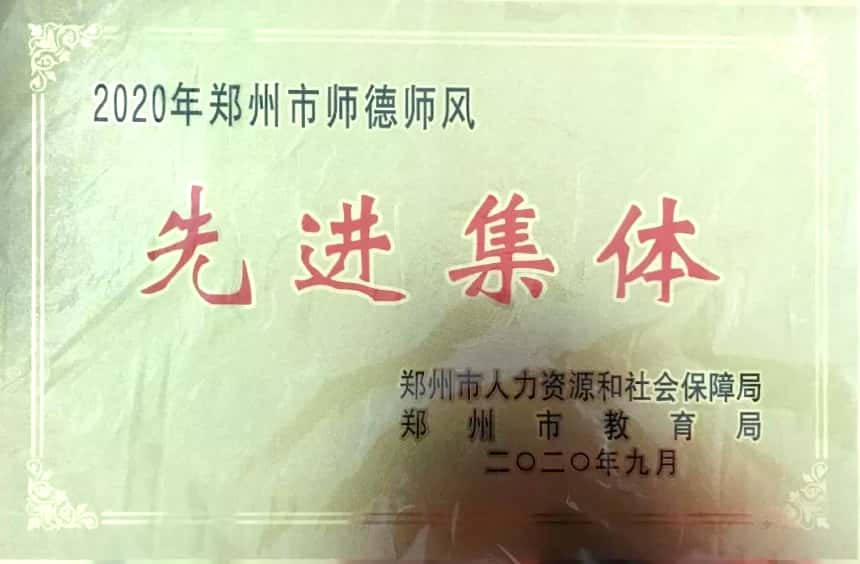 2020年郑州市师德师风
先进集体
郑州市人力资源和社会保障局
郑州市教育局
二〇二〇年九月